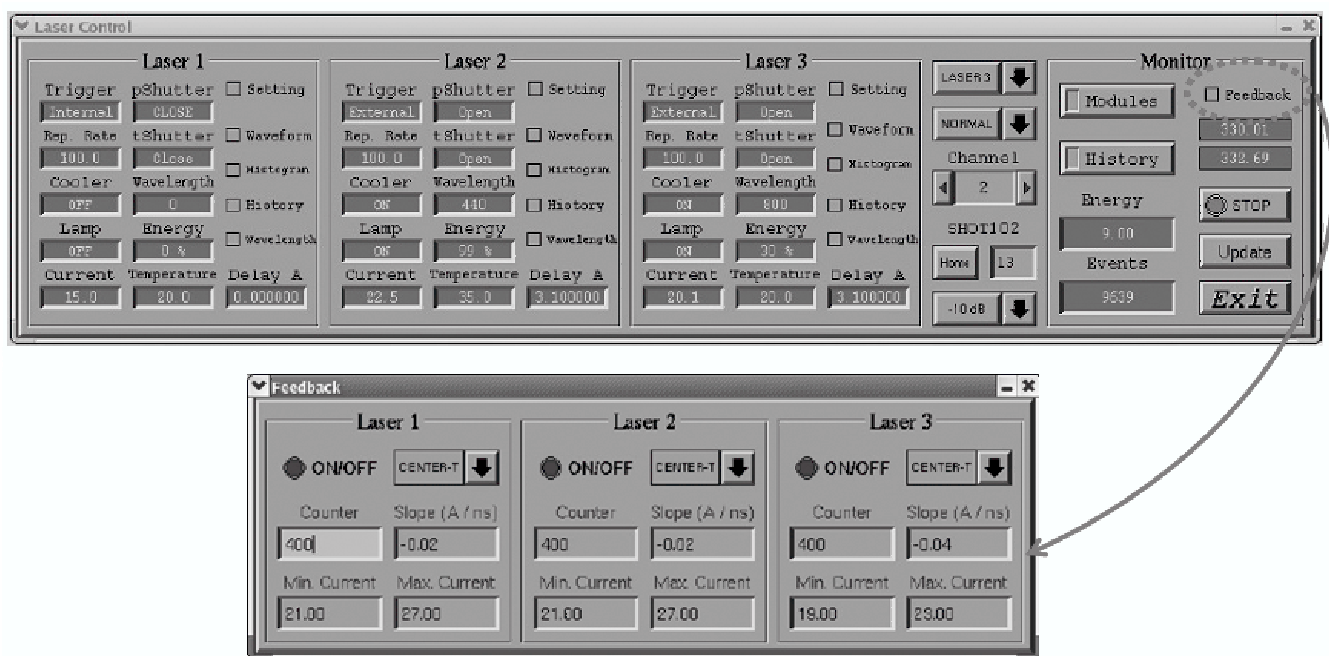 Laser Control
Laser 1
Trigger pShutter Setting
Internal CLOSE
Rep. Rate tShutter Waveform
100.0 Close
Histogram
Cooler Wavelength
OFF 0 History
Lamp Energy
OFF 0 % Wavelength
Current Temperature Delay A
15.0 20.0 0.000000
Laser 2
Trigger pShutter Setting
External Open
Rep. Rate tShutter Waveform
100.0 Open
Histogram
Cooler Wavelength
ON 440 History
Lamp Energy
ON 99 % Wavelength
Current Temperature Delay A
22.5 35.0 3.100000
Laser 3
Trigger pShutter Setting
External Open
Rep. Rate tShutter Waveform
100.0 Open
Histogram
Cooler Wavelength
ON 800 History
Lamp Energy
ON 30 % Wavelength
Current Temperature Delay A
20.1 20.0 3.100000
LASER3
NORMAL
Channel
2
SHOT102
Home 13
-10 dB
Monitor
Modules Feedback
330.01
History 332.69
Energy STOP
9.00
Events Update
9639 Exit
Feedback
Laser 1
ON/OFF CENTER-T
Counter Slope (A / ns)
400 -0.02
Min. Current Max. Current
21.00 27.00
Laser 2
ON/OFF CENTER-T
Counter Slope (A / ns)
400 -0.02
Min. Current Max. Current
21.00 27.00
Laser 3
ON/OFF CENTER-T
Counter Slope (A / ns)
400 -0.04
Min. Current Max. Current
19.00 23.00